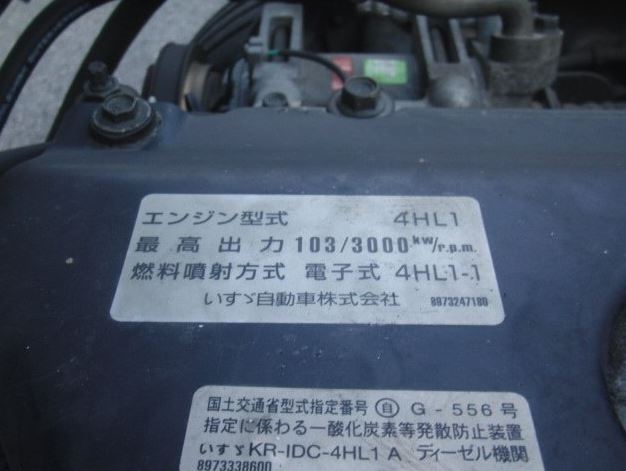 エンジン型式 4HL1
最高出力 103/3000 kW/r.p.m.
燃料噴射方式 電子式 4HL1-1
いすゞ自動車株式会社 8973247180
国土交通省型式指定番号 自 G-556号
指定に係わる一酸化炭素等発散防止装置
いすゞKR-IDC-4HL1A ディーゼル機関
8973338600